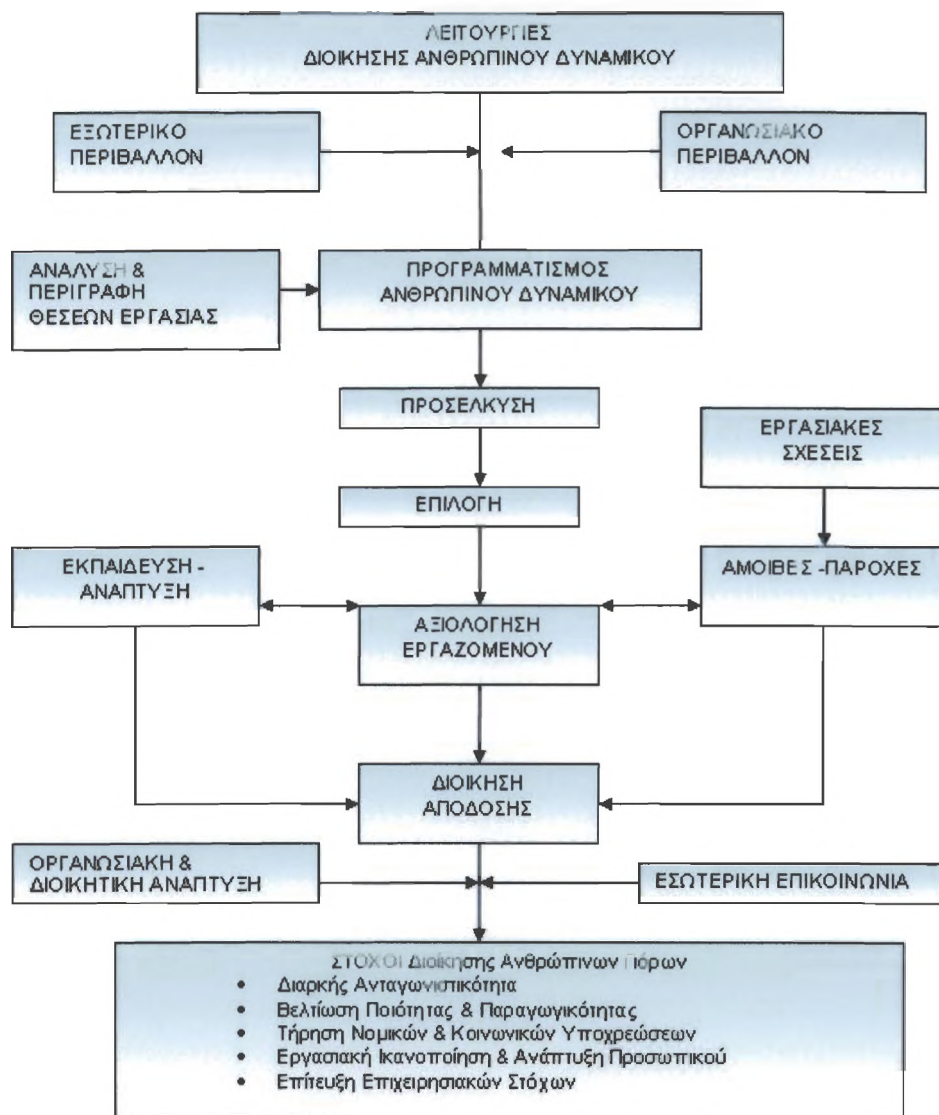 ΛΕΙΤΟΥΡΓΙΕΣ
ΔΙΟΙΚΗΣΗΣ ΑΝΘΡΩΠΙΝΟΥ ΔΥΝΑΜΙΚΟΥ
ΕΞΩΤΕΡΙΚΟ
ΠΕΡΙΒΑΛΛΟΝ
ΟΡΓΑΝΩΣΙΑΚΟ
ΠΕΡΙΒΑΛΛΟΝ
ΑΝΑΛΥΣΗ &
ΠΕΡΙΓΡΑΦΗ
ΘΕΣΕΩΝ ΕΡΓΑΣΙΑΣ
ΠΡΟΓΡΑΜΜΑΤΙΣΜΟΣ
ΑΝΘΡΩΠΙΝΟΥ ΔΥΝΑΜΙΚΟΥ
ΠΡΟΣΕΛΚΥΣΗ
ΕΡΓΑΣΙΑΚΕΣ
ΣΧΕΣΕΙΣ
ΕΠΙΛΟΓΗ
ΕΚΠΑΙΔΕΥΣΗ -
ΑΝΑΠΤΥΞΗ
ΑΜΟΙΒΕΣ -ΠΑΡΟΧΕΣ
ΑΞΙΟΛΟΓΗΣΗ
ΕΡΓΑΖΟΜΕΝΟΥ
ΔΙΟΙΚΗΣΗ
ΑΠΟΔΟΣΗΣ
ΟΡΓΑΝΩΣΙΑΚΗ &
ΔΙΟΙΚΗΤΙΚΗ ΑΝΑΠΤΥΞΗ
ΕΣΩΤΕΡΙΚΗ ΕΠΙΚΟΙΝΩΝΙΑ
ΣΤΟΧΟΙ Διοίκησης Ανθρώπινων Πόρων
• Διαρκής Ανταγωνιστικότητα
• Βελτίωση Ποιότητας & Παραγωγικότητας
• Τήρηση Νομικών & Κοινωνικών Υποχρεώσεων
• Εργασιακή Ικανοποίηση & Ανάπτυξη Προσωπικού
• Επίτευξη Επιχειρησιακών Στόχων